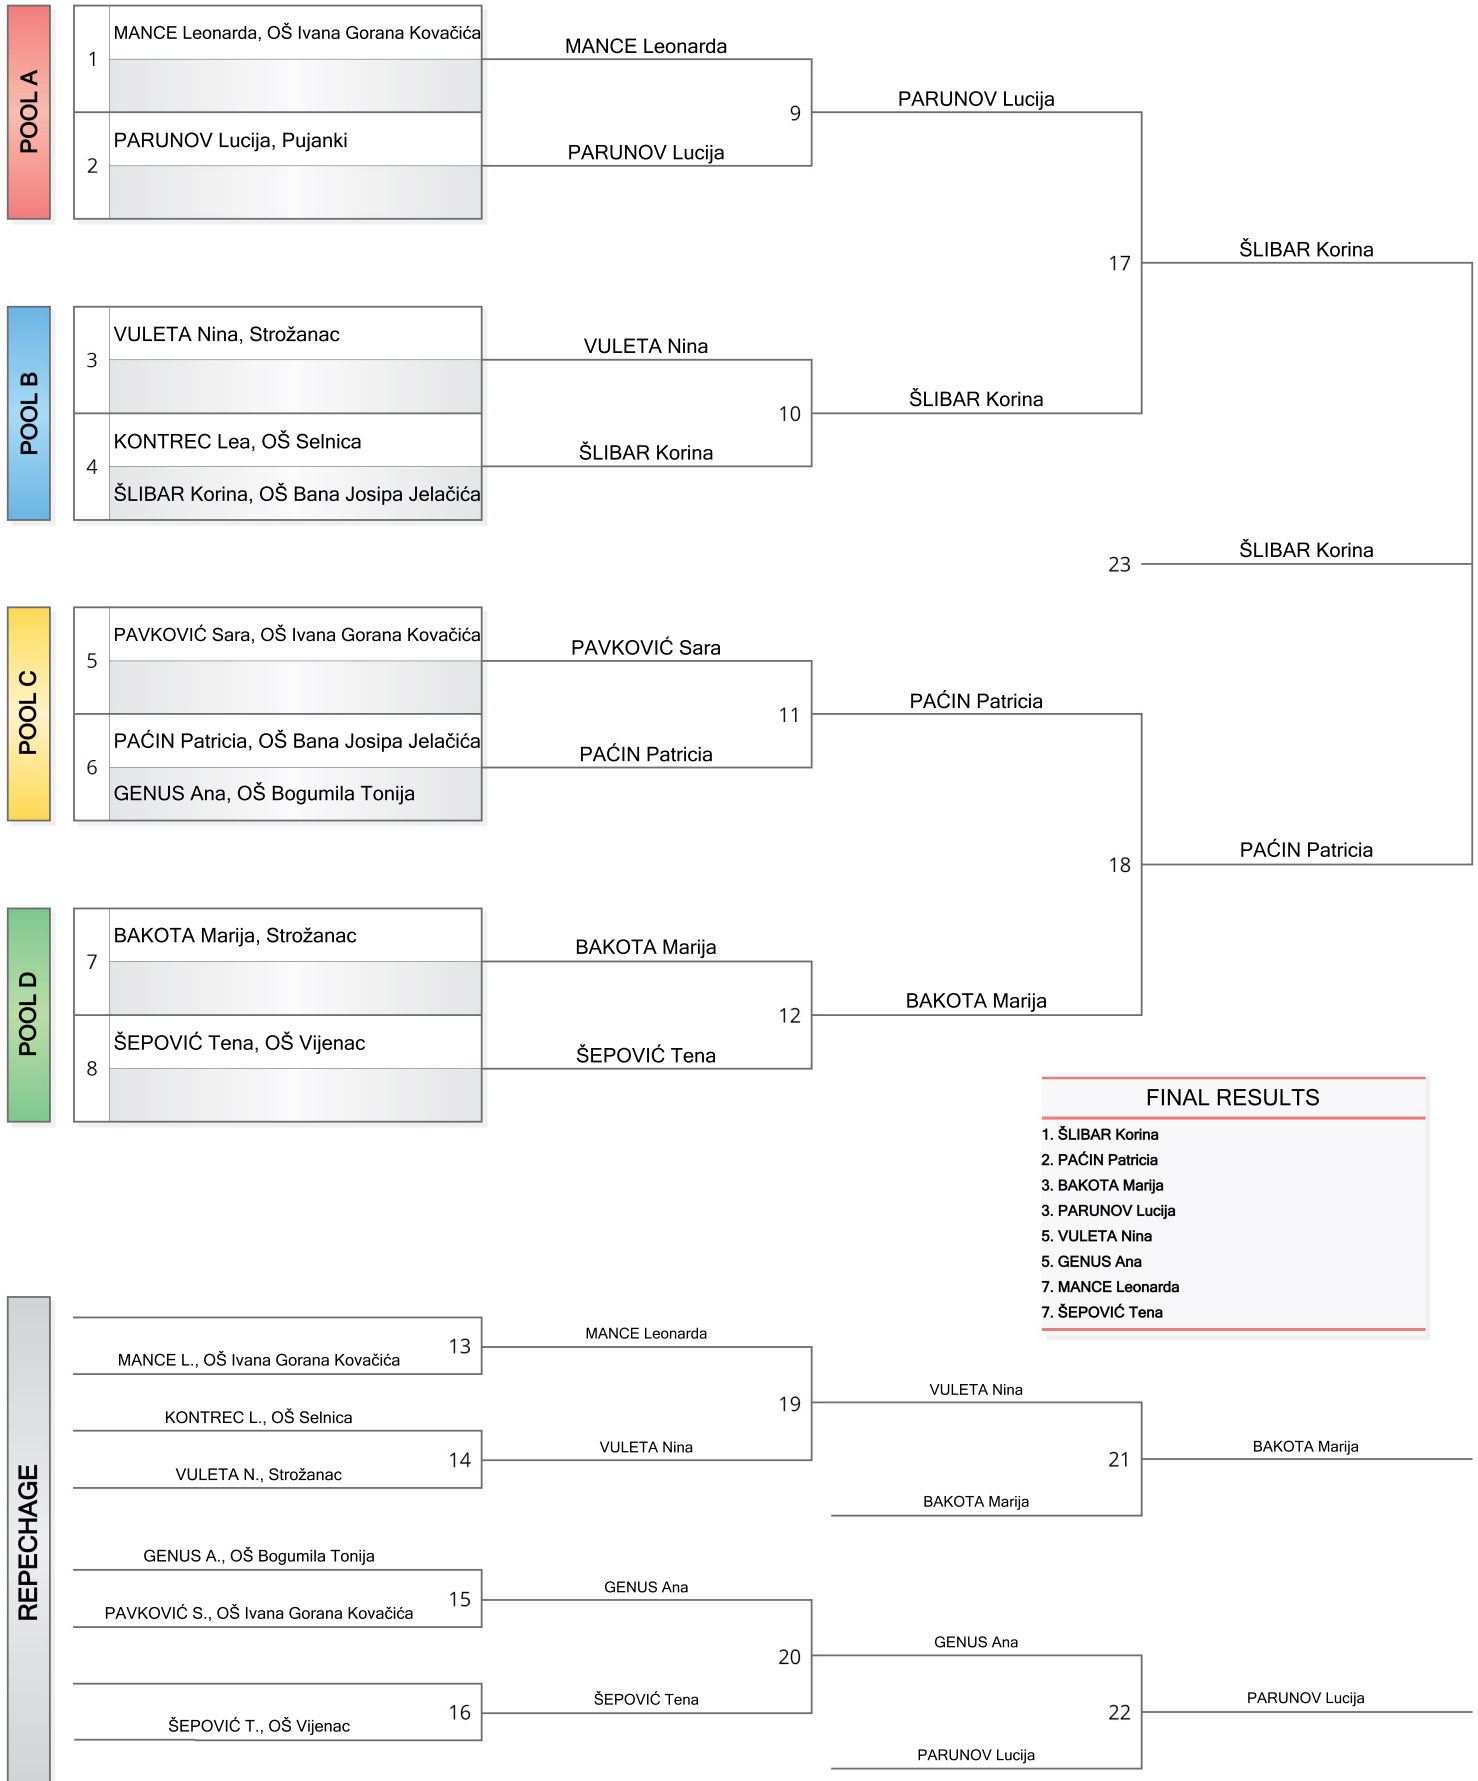 POOL A
1
MANCE Leonarda, OŠ Ivana Gorana Kovačića
2
PARUNOV Lucija, Pujanki
MANCE Leonarda
PARUNOV Lucija
9
PARUNOV Lucija
POOL B
3
VULETA Nina, Strožanac
4
KONTREC Lea, OŠ Selnica
ŠLIBAR Korina, OŠ Bana Josipa Jelačića
VULETA Nina
ŠLIBAR Korina
10
ŠLIBAR Korina
17
ŠLIBAR Korina
23
ŠLIBAR Korina
POOL C
5
PAVKOVIĆ Sara, OŠ Ivana Gorana Kovačića
6
PAĆIN Patricia, OŠ Bana Josipa Jelačića
GENUS Ana, OŠ Bogumila Tonija
PAVKOVIĆ Sara
PAĆIN Patricia
11
PAĆIN Patricia
POOL D
7
BAKOTA Marija, Strožanac
8
ŠEPOVIĆ Tena, OŠ Vijenac
BAKOTA Marija
ŠEPOVIĆ Tena
12
BAKOTA Marija
18
PAĆIN Patricia
FINAL RESULTS
1. ŠLIBAR Korina
2. PAĆIN Patricia
3. BAKOTA Marija
3. PARUNOV Lucija
5. VULETA Nina
5. GENUS Ana
7. MANCE Leonarda
7. ŠEPOVIĆ Tena
REPECHAGE
MANCE L., OŠ Ivana Gorana Kovačića
13
KONTREC L., OŠ Selnica
VULETA N., Strožanac
14
MANCE Leonarda
VULETA Nina
19
VULETA Nina
BAKOTA Marija
21
BAKOTA Marija
GENUS A., OŠ Bogumila Tonija
PAVKOVIĆ S., OŠ Ivana Gorana Kovačića
15
ŠEPOVIĆ T., OŠ Vijenac
16
GENUS Ana
ŠEPOVIĆ Tena
20
GENUS Ana
PARUNOV Lucija
22
PARUNOV Lucija